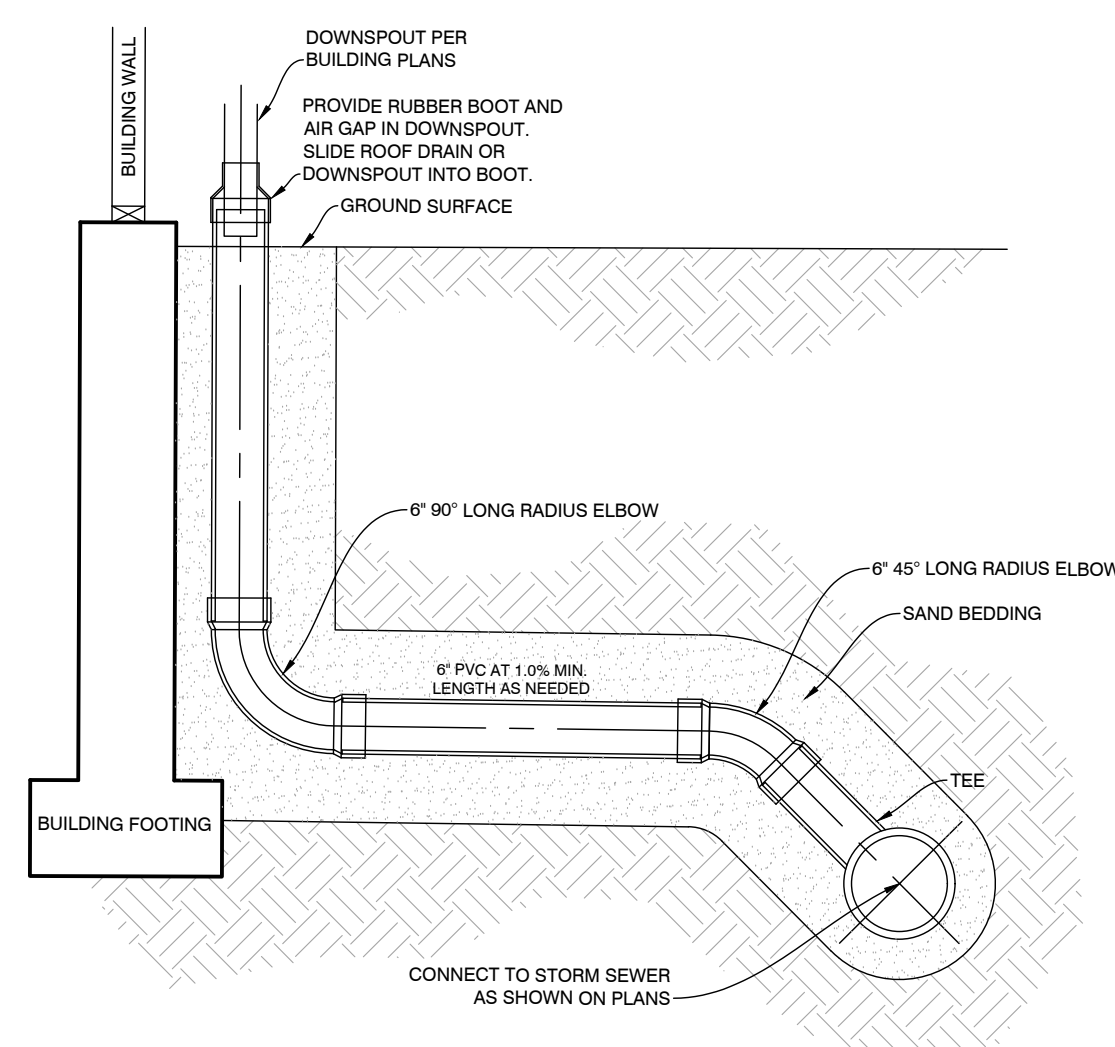 BUILDING WALL
DOWNSPOUT PER
BUILDING PLANS
PROVIDE RUBBER BOOT AND
AIR GAP IN DOWNSPOUT.
SLIDE ROOF DRAIN OR
DOWNSPOUT INTO BOOT.
GROUND SURFACE
6" 90° LONG RADIUS ELBOW
6" 45° LONG RADIUS ELBOW
SAND BEDDING
6" PVC AT 1.0% MIN.
LENGTH AS NEEDED
TEE
BUILDING FOOTING
CONNECT TO STORM SEWER
AS SHOWN ON PLANS